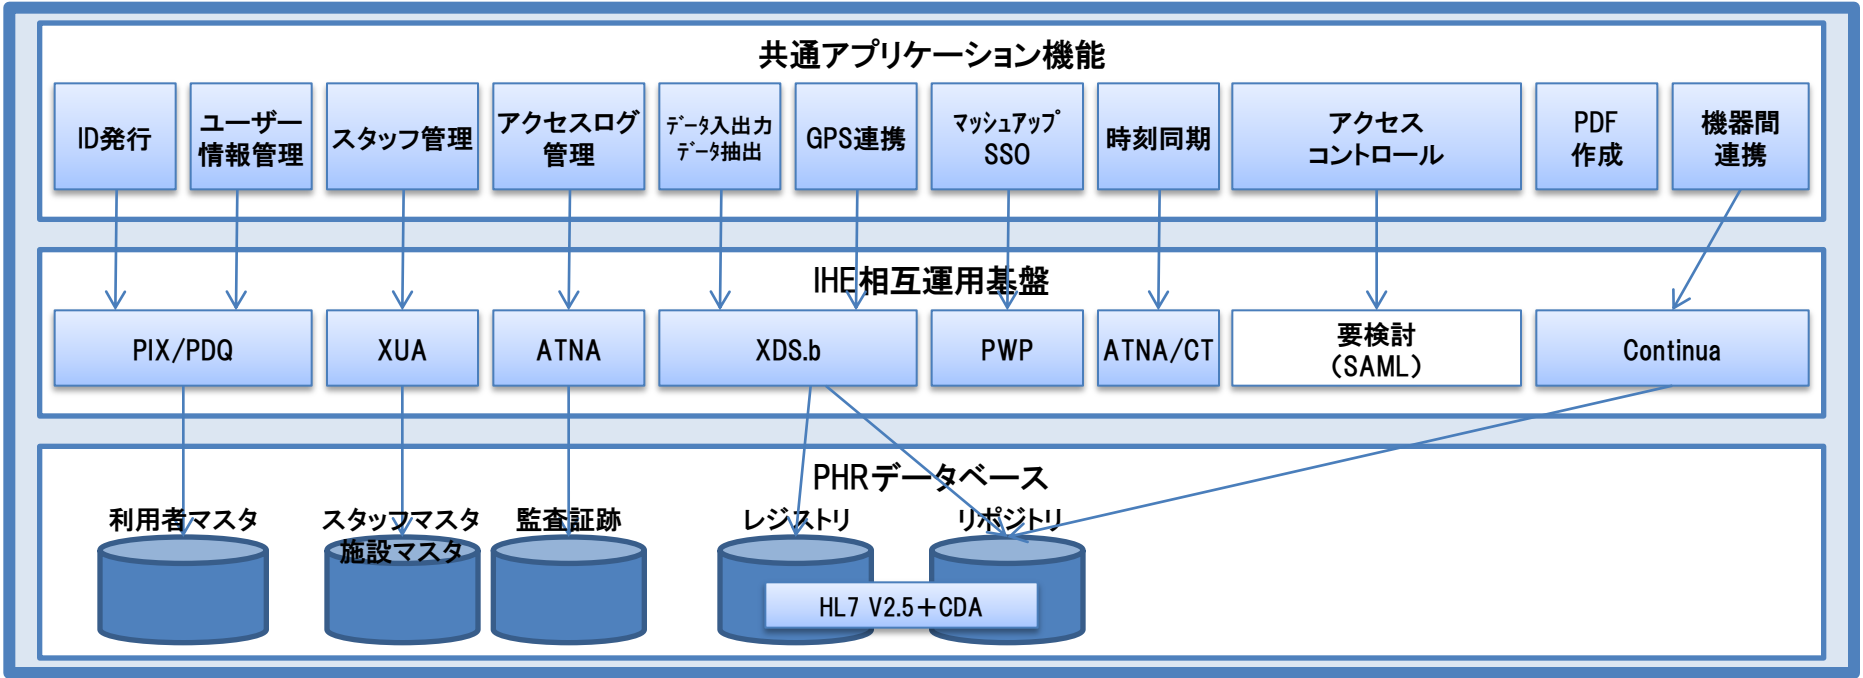 共通アプリケーション機能
ID発行
ユーザー
情報管理
スタッフ管理
アクセスログ
管理
ﾃﾞｰﾀ入出力
ﾃﾞｰﾀ抽出
GPS連携
ﾏｯｼｭｱｯﾌﾟ
SSO
時刻同期
アクセス
コントロール
PDF
作成
機器間
連携
IHE相互運用基盤
PIX/PDQ
XUA
ATNA
XDS.b
PWP
ATNA/CT
要検討
（SAML）
Continua
PHRデータベース
利用者マスタ
スタッフマスタ
施設マスタ
監査証跡
レジストリ
リポジトリ
HL7 V2.5＋CDA